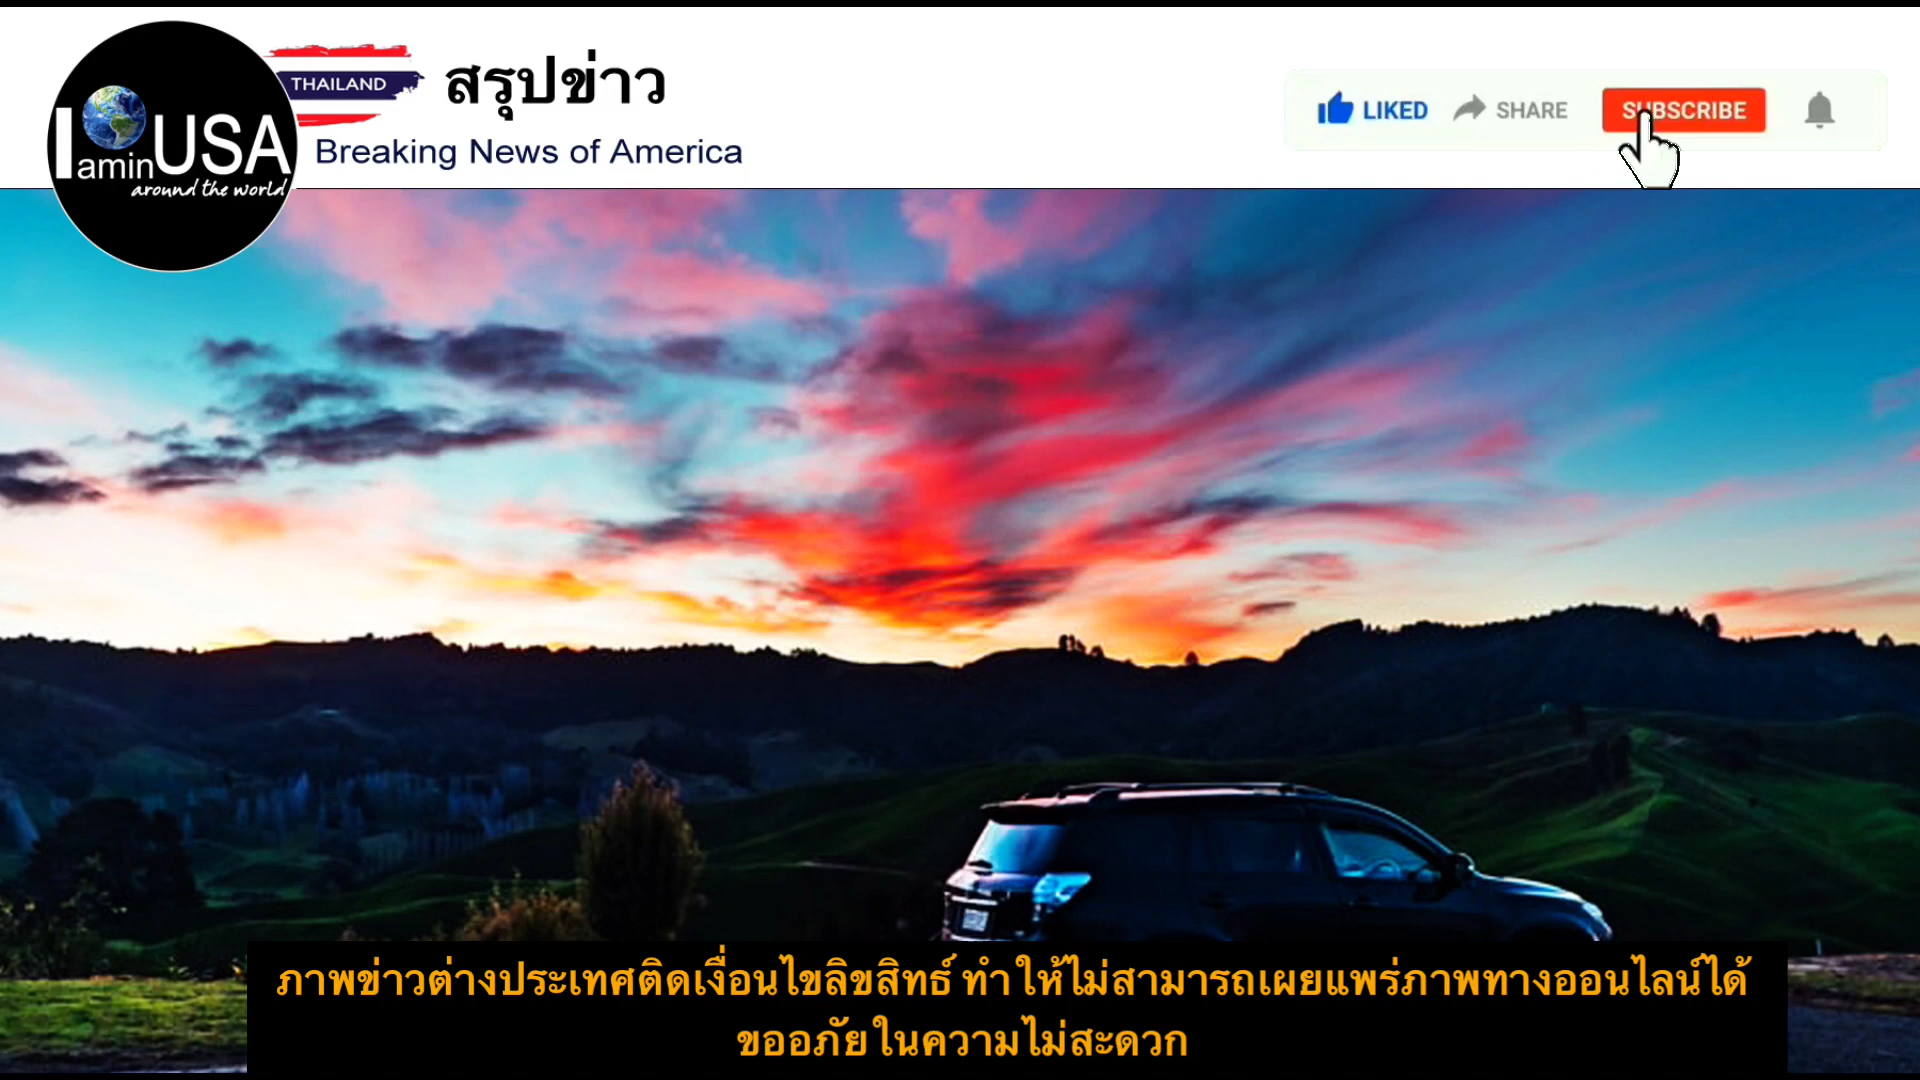 THAILAND
สรุปข่าว
I amin USA
around the world
Breaking News of America
LIKED
SHARE
SUBSCRIBE
ภาพข่าวต่างประเทศติดเงื่อนไขลิขสิทธ์ ทำให้ไม่สามารถเผยแพร่ภาพทางออนไลน์ได้
ขออภัยในความไม่สะดวก